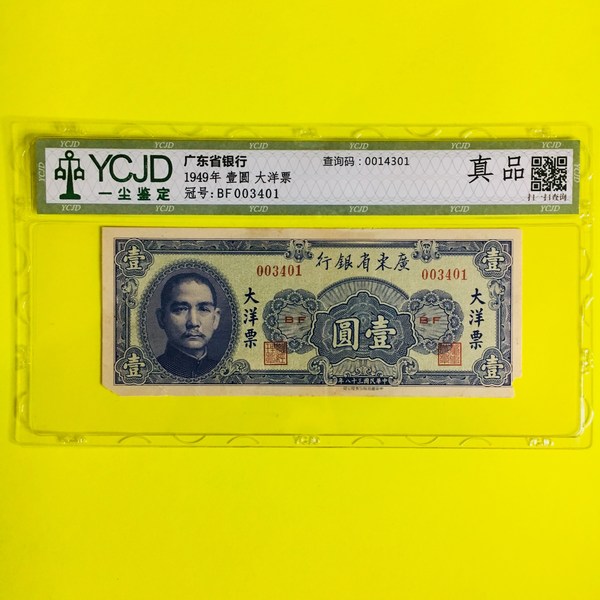 YCJD
一尘鉴定
广东省银行
1949年 壹圆 大洋票
冠号:BF003401
查询码:0014301
真品
扫一扫查询
行銀省東廣
003401
003401
壹
壹
大洋票
大洋票
BF
圓壹
BF
壹
壹
年八十三國民華中